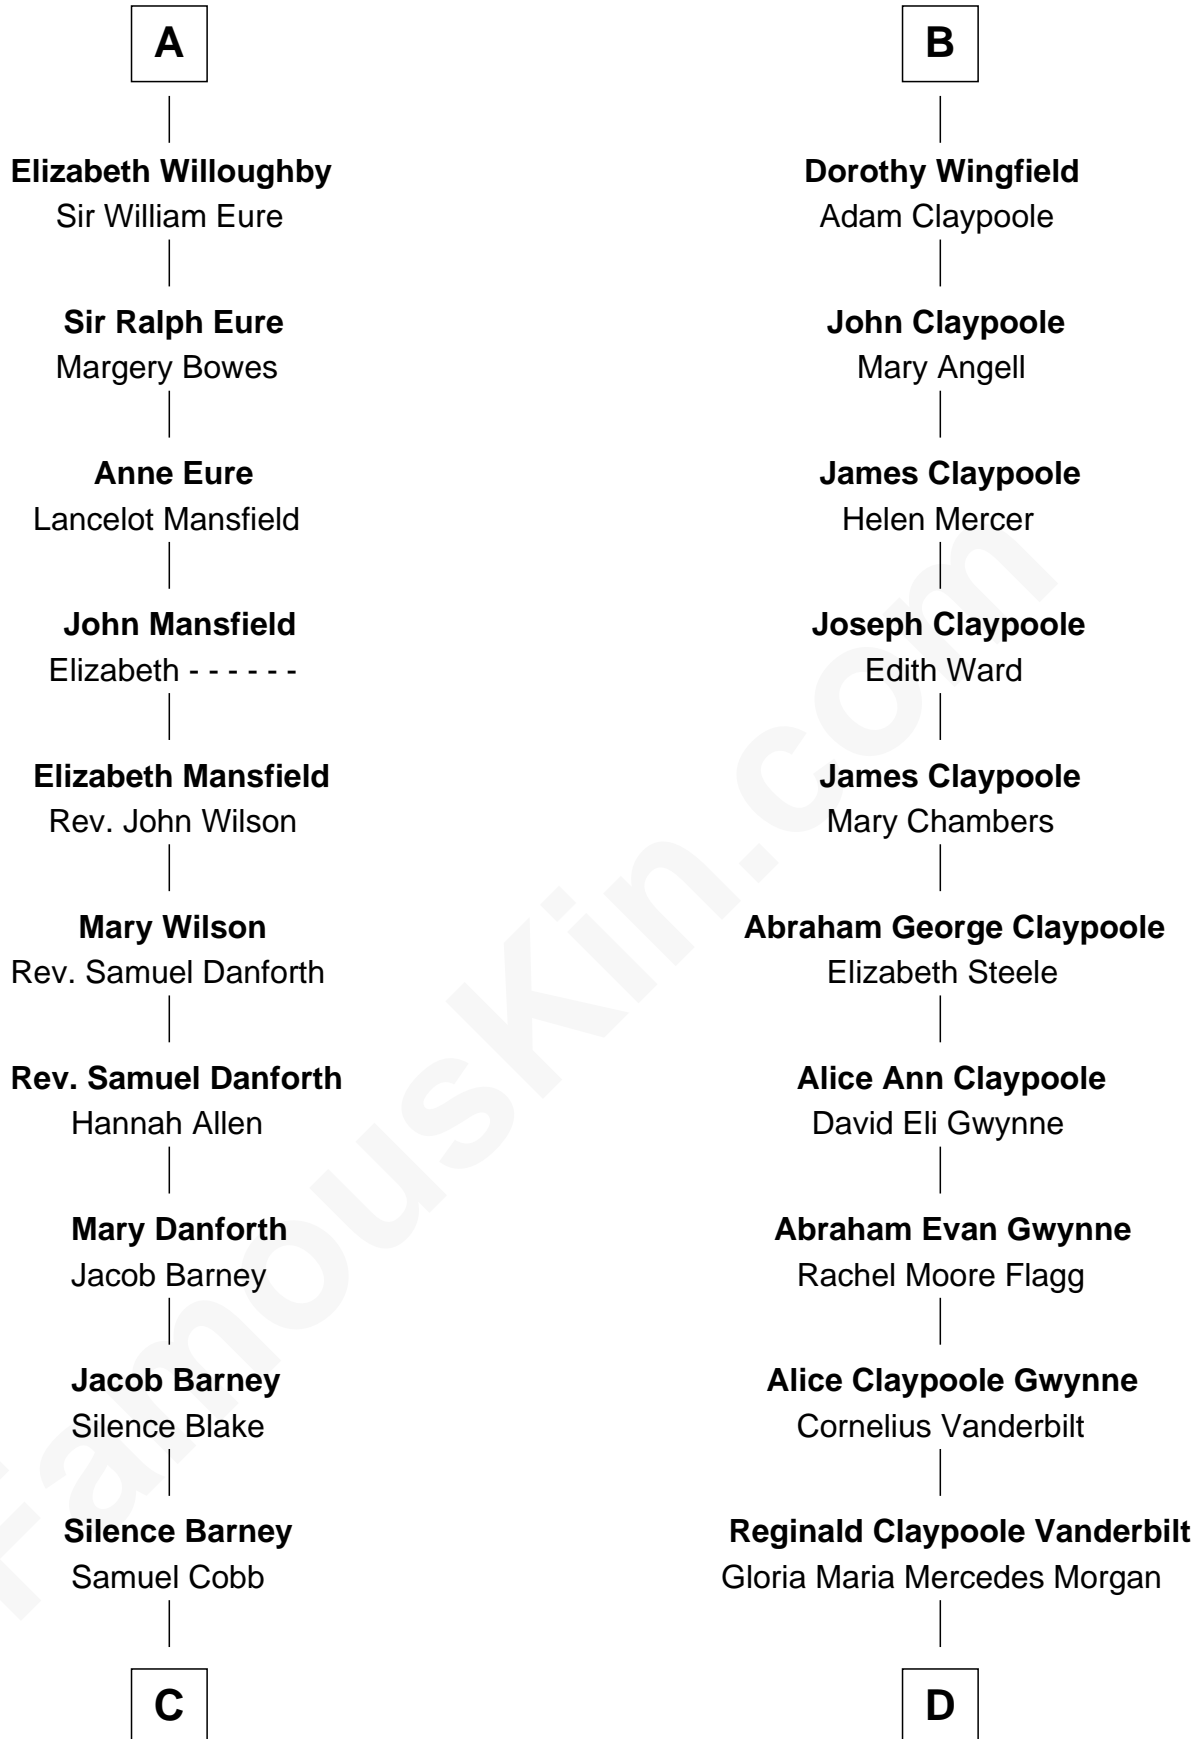 A
Elizabeth Willoughby
Sir William Eure
Sir Ralph Eure
Margery Bowes
Anne Eure
Lancelot Mansfield
John Mansfield
Elizabeth - - - - - -
Elizabeth Mansfield
Rev. John Wilson
Mary Wilson
Rev. Samuel Danforth
Rev. Samuel Danforth
Hannah Allen
Mary Danforth
Jacob Barney
Jacob Barney
Silence Blake
Silence Barney
Samuel Cobb
C
B
Dorothy Wingfield
Adam Claypoole
John Claypoole
Mary Angell
James Claypoole
Helen Mercer
Joseph Claypoole
Edith Ward
James Claypoole
Mary Chambers
Abraham George Claypoole
Elizabeth Steele
Alice Ann Claypoole
David Eli Gwynne
Abraham Evan Gwynne
Rachel Moore Flagg
Alice Claypoole Gwynne
Cornelius Vanderbilt
Reginald Claypoole Vanderbilt
Gloria Maria Mercedes Morgan
D
FamousKin.com